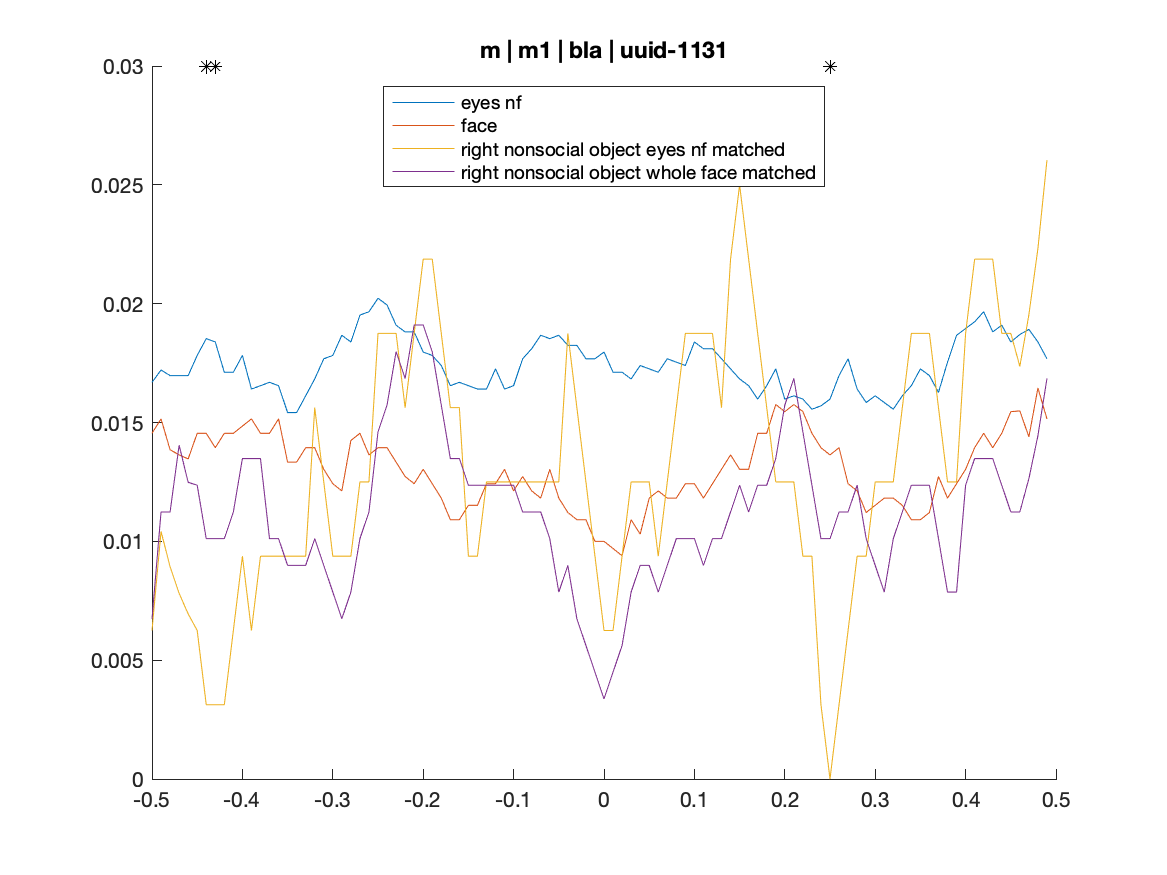 m | m1 | bla | uuid-1131
0.03
0.025
0.02
0.015
0.01
0.005
0
eyes nf
face
right nonsocial object eyes nf matched
right nonsocial object whole face matched
-0.5 -0.4 -0.3 -0.2 -0.1 0 0.1 0.2 0.3 0.4 0.5